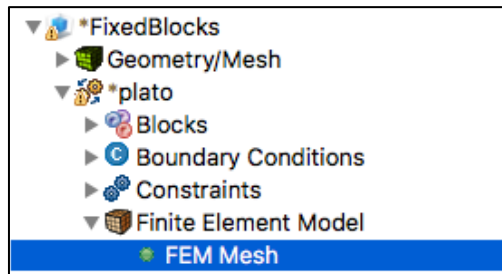 *FixedBlocks
Geometry/Mesh
*plato
Blocks
C Boundary Conditions
Constraints
Finite Element Model
FEM Mesh